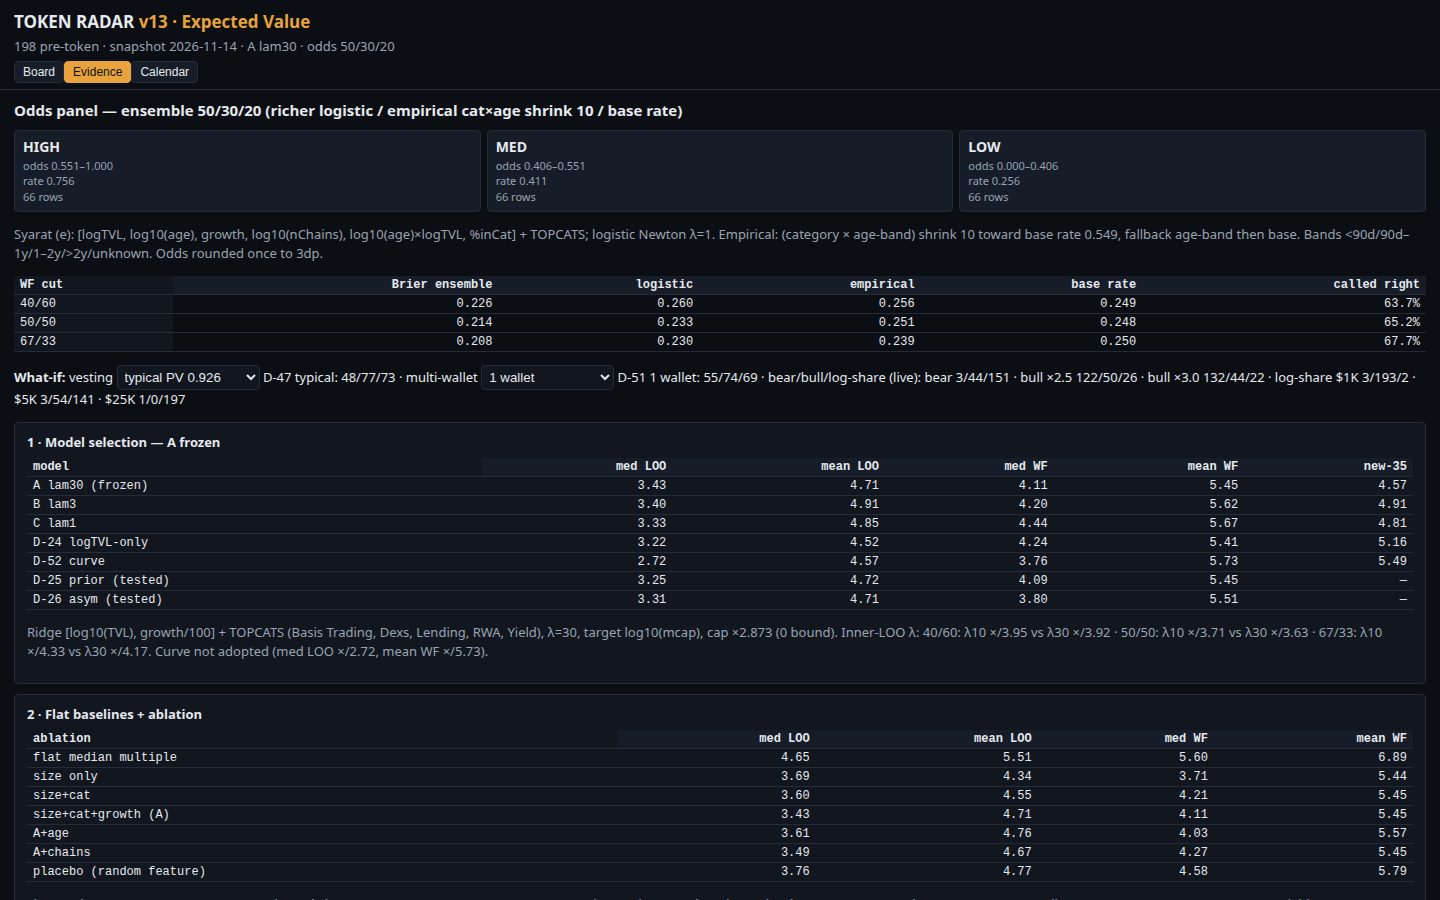 TOKEN RADAR v13 · Expected Value
198 pre-token · snapshot 2026-11-14 · A lam30 · odds 50/30/20
Board Evidence Calendar
Odds panel — ensemble 50/30/20 (richer logistic / empirical cat×age shrink 10 / base rate)
HIGH
odds 0.551–1.000
rate 0.756
66 rows
MED
odds 0.406–0.551
rate 0.411
66 rows
LOW
odds 0.000–0.406
rate 0.256
66 rows
Syarat (e): [logTVL, log10(age), growth, log10(nChains), log10(age)×logTVL, %inCat] + TOPCATS; logistic Newton λ=1. Empirical: (category × age-band) shrink 10 toward base rate 0.549, fallback age-band then base. Bands <90d/90d–
1y/1–2y/>2y/unknown. Odds rounded once to 3dp.
WF cut Brier ensemble logistic empirical base rate called right
40/60 0.226 0.260 0.256 0.249 63.7%
50/50 0.214 0.233 0.251 0.248 65.2%
67/33 0.208 0.230 0.239 0.250 67.7%
What-if: vesting typical PV 0.926 D-47 typical: 48/77/73 · multi-wallet 1 wallet D-51 1 wallet: 55/74/69 · bear/bull/log-share (live): bear 3/44/151 · bull ×2.5 122/50/26 · bull ×3.0 132/44/22 · log-share $1K 3/193/2 ·
$5K 3/54/141 · $25K 1/0/197
1 · Model selection — A frozen
model med LOO mean LOO med WF mean WF new-35
A lam30 (frozen) 3.43 4.71 4.11 5.45 4.57
B lam3 3.40 4.91 4.20 5.62 4.91
C lam1 3.33 4.85 4.44 5.67 4.81
D-24 logTVL-only 3.22 4.52 4.24 5.41 5.16
D-52 curve 2.72 4.57 3.76 5.73 5.49
D-25 prior (tested) 3.25 4.72 4.09 5.45 —
D-26 asym (tested) 3.31 4.71 3.80 5.51 —
Ridge [log10(TVL), growth/100] + TOPCATS (Basis Trading, Dexs, Lending, RWA, Yield), λ=30, target log10(mcap), cap ×2.873 (0 bound). Inner-LOO λ: 40/60: λ10 ×/3.95 vs λ30 ×/3.92 · 50/50: λ10 ×/3.71 vs λ30 ×/3.63 · 67/33: λ10
×/4.33 vs λ30 ×/4.17. Curve not adopted (med LOO ×/2.72, mean WF ×/5.73).
2 · Flat baselines + ablation
ablation med LOO mean LOO med WF mean WF
flat median multiple 4.65 5.51 5.60 6.89
size only 3.69 4.34 3.71 5.44
size+cat 3.60 4.55 4.21 5.45
size+cat+growth (A) 3.43 4.71 4.11 5.45
A+age 3.61 4.76 4.03 5.57
A+chains 3.49 4.67 4.27 5.45
placebo (random feature) 3.76 4.77 4.58 5.79